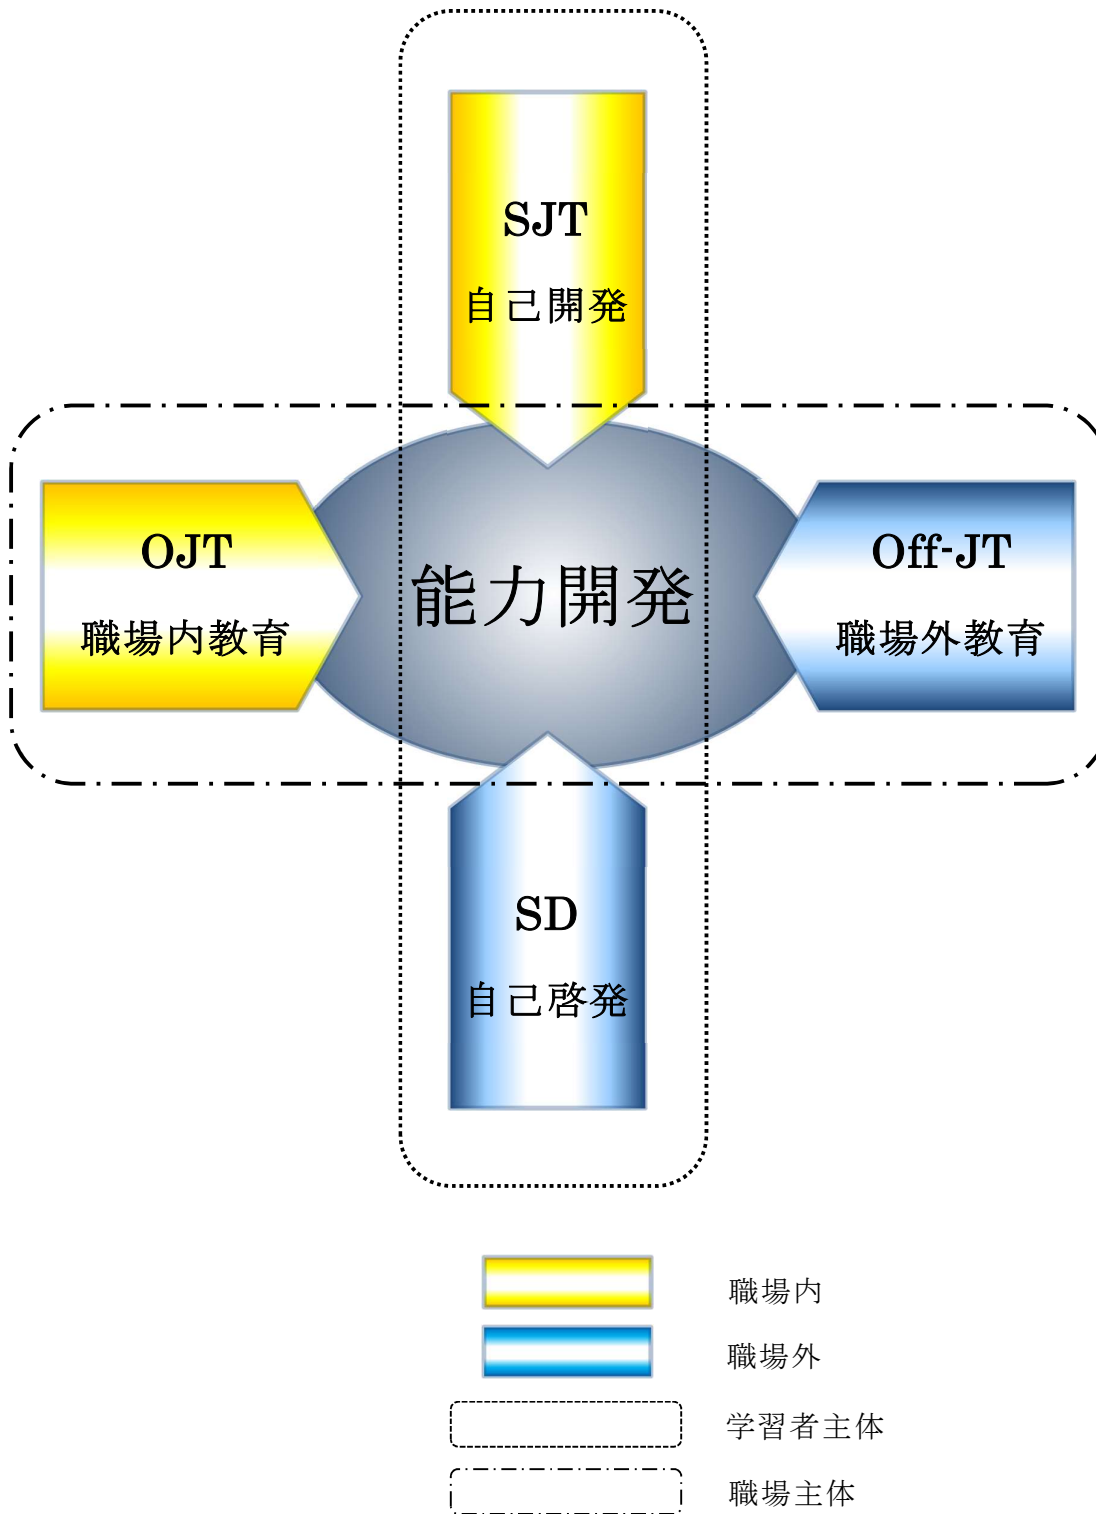 SJT
自己開発
OJT
職場内教育
能力開発
Off-JT
職場外教育
SD
自己啓発
職場内
職場外
学習者主体
職場主体